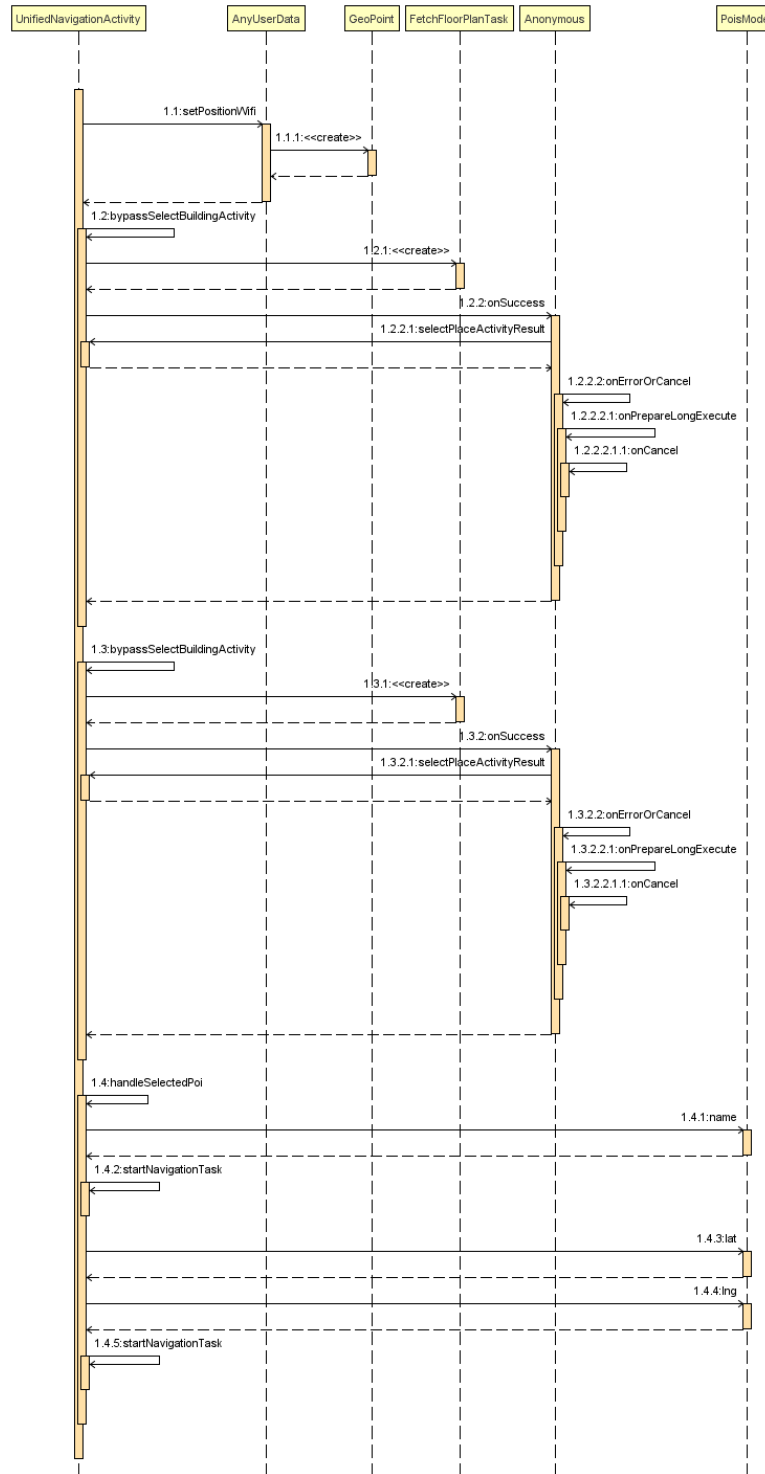 UnifiedNavigationActivity
AnyUserData
GeoPoint
FetchFloorPlanTask
Anonymous
PoisMode
1.1:setPositionWifi
1.1.1:<<create>>
1.2:bypassSelectBuildingActivity
1.2.1:<<create>>
1.2.2:onSuccess
1.2.2.1:selectPlaceActivityResult
1.2.2.2:onErrorOrCancel
1.2.2.2.1:onPrepareLongExecute
1.2.2.2.1.1:onCancel
1.3:bypassSelectBuildingActivity
1.3.1:<<create>>
1.3.2:onSuccess
1.3.2.1:selectPlaceActivityResult
1.3.2.2:onErrorOrCancel
1.3.2.2.1:onPrepareLongExecute
1.3.2.2.1.1:onCancel
1.4:handleSelectedPoi
1.4.1:name
1.4.2:startNavigationTask
1.4.3:lat
1.4.4:lng
1.4.5:startNavigationTask